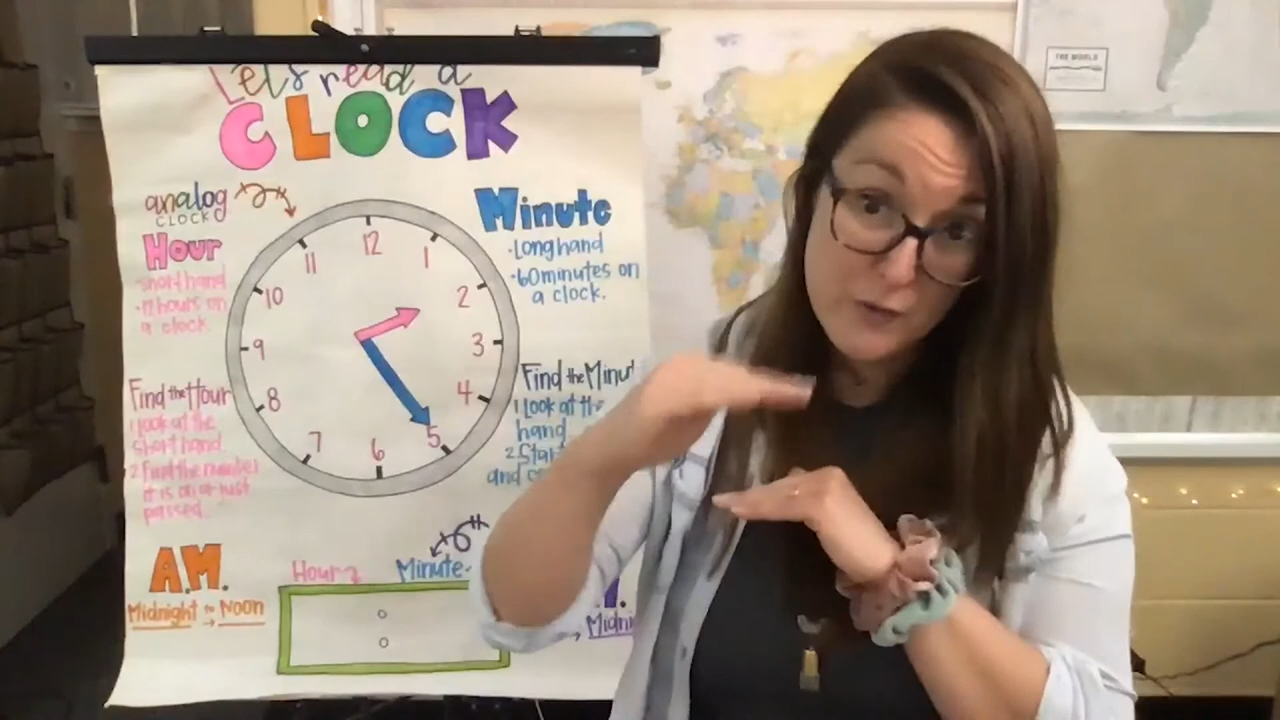 Let's read a
CLOCK
analog
CLOCK
Hour
·short hand
·12 hours on
a clock.
Minute
·Long hand
·60 minutes on
a clock.
12
1
2
3
4
5
6
7
8
9
10
11
Find the Hour
1 look at the
short hand.
2 Find the number
it is on or just
passed.
Find the Minut
1 Look at the
hand
2 Star
and c
A.M.
Midnight to Noon
Hour
Minute
:
Midni
THE WORLD